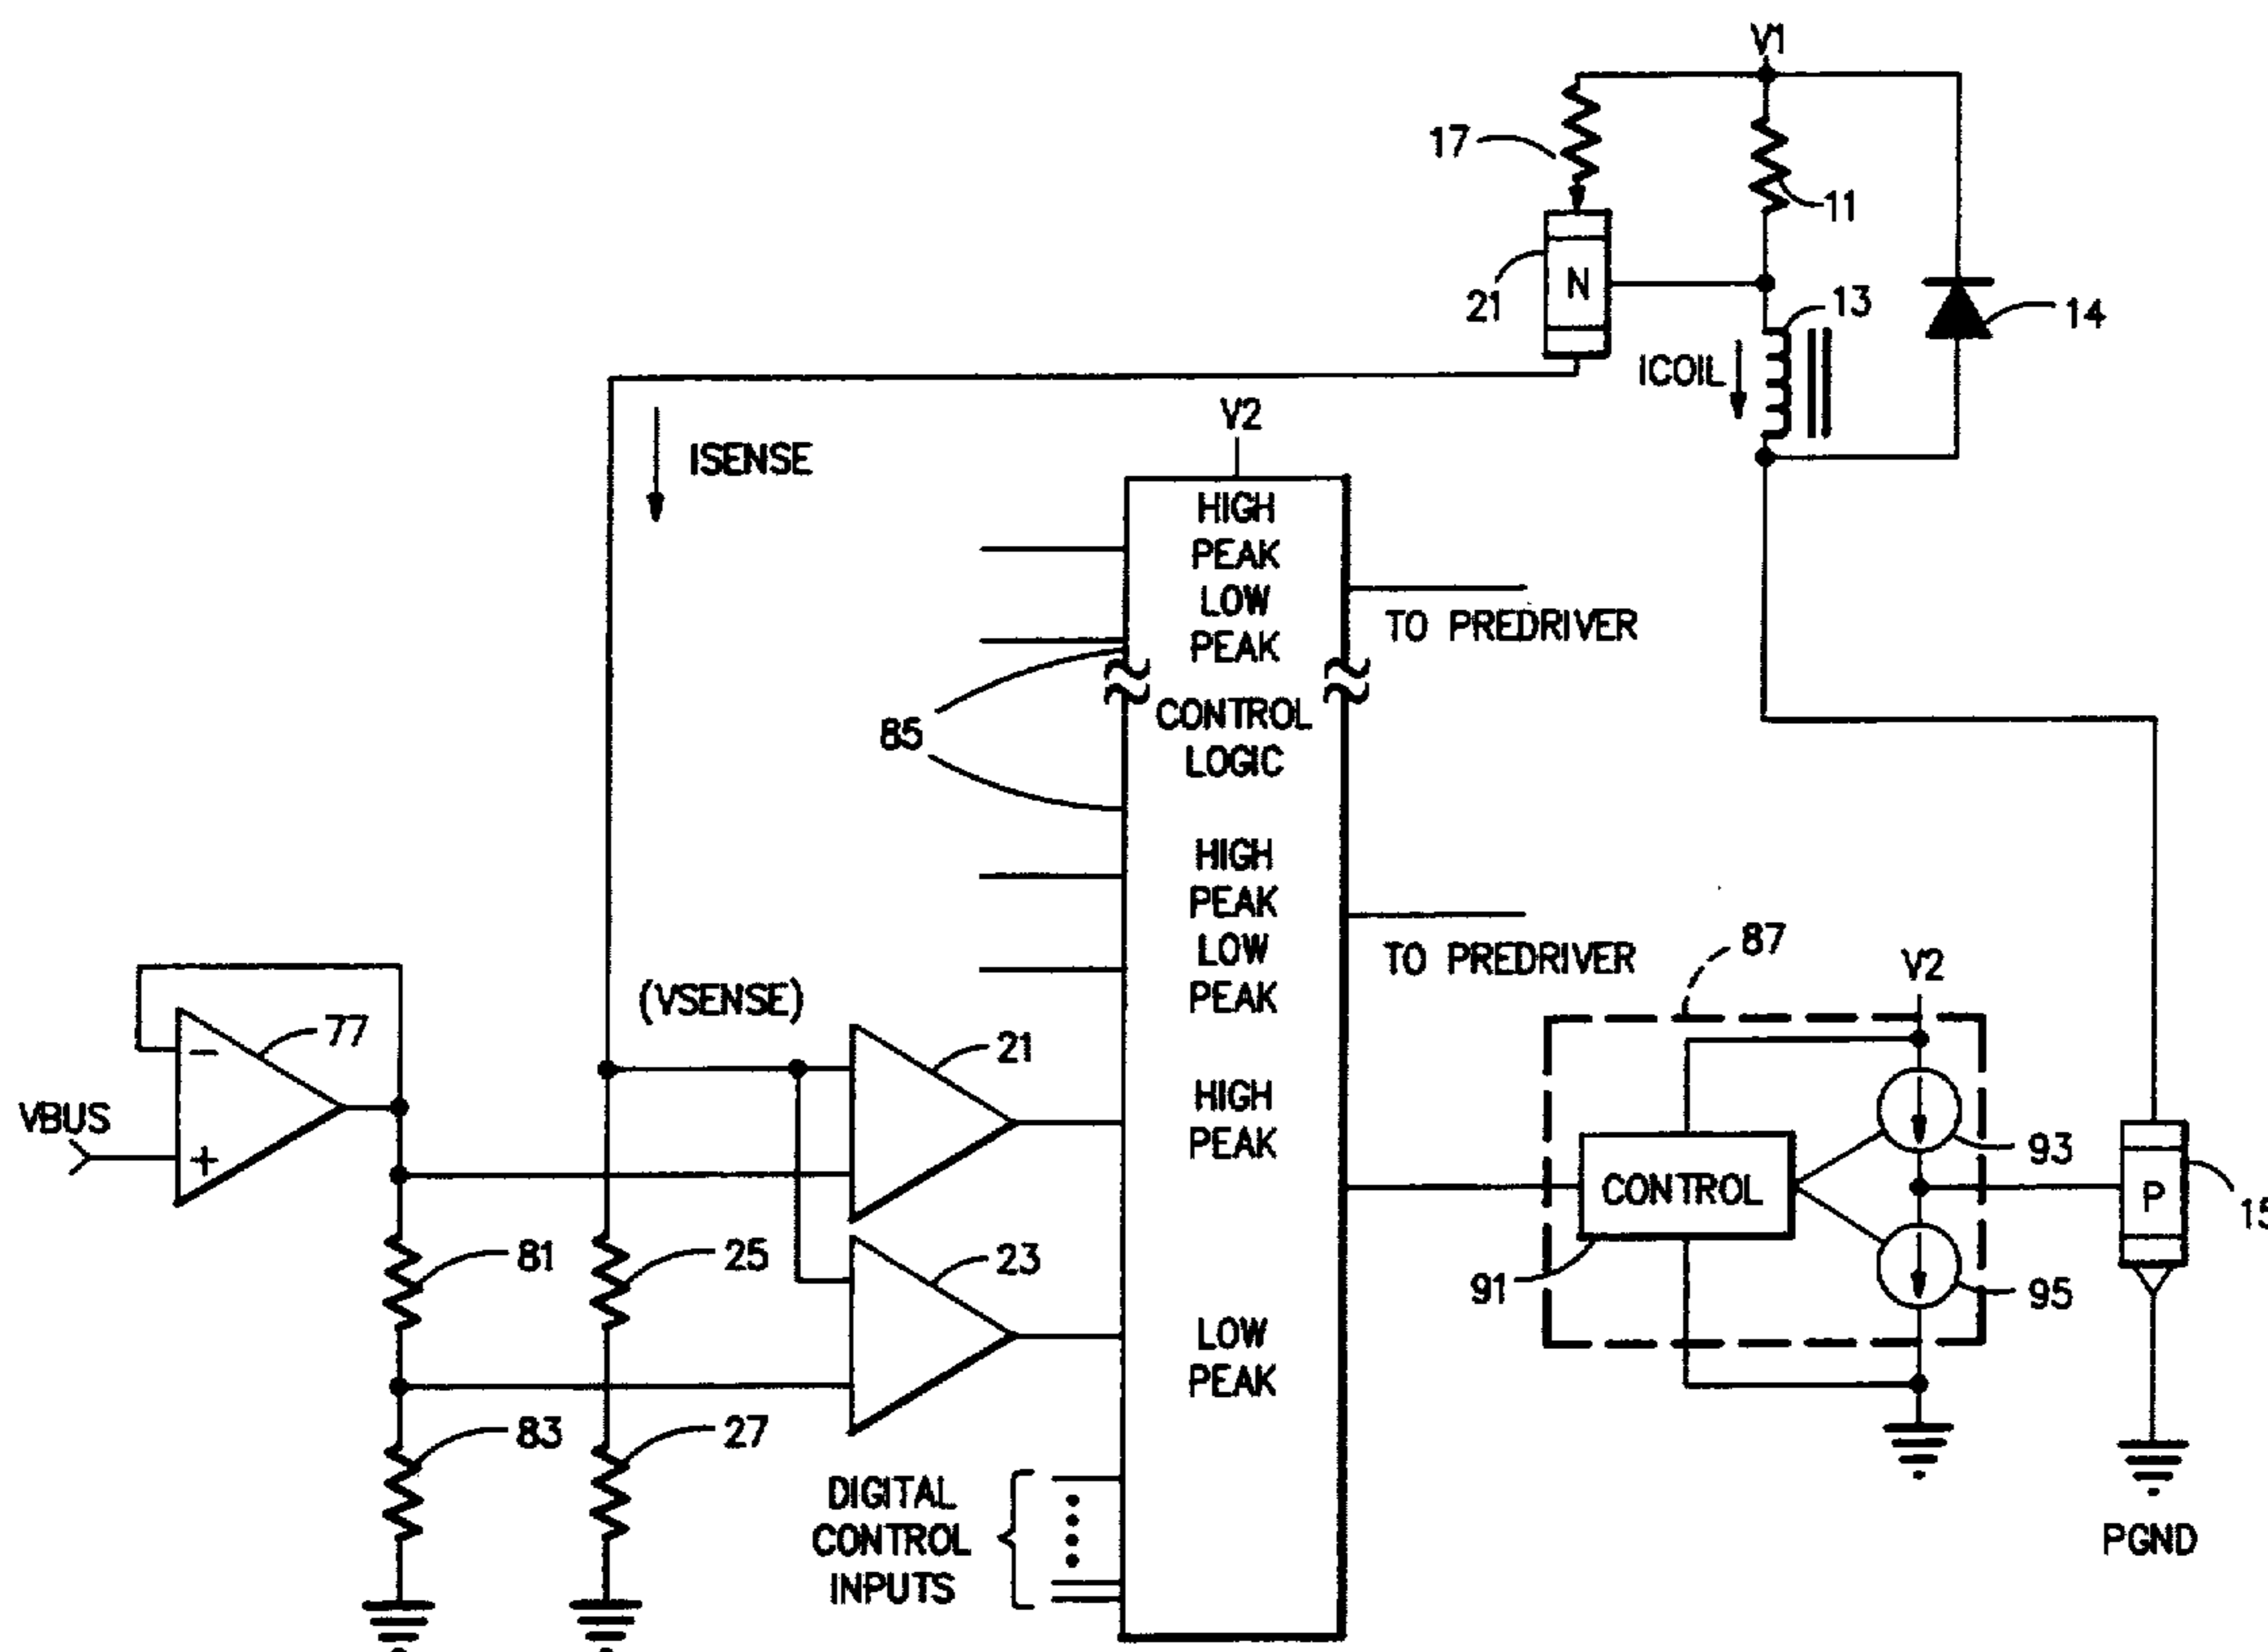 V1
17
11
21
N
13
14
ICOIL
V2
ISENSE
HIGH
PEAK
LOW
PEAK
TO PREDRIVER
85
CONTROL
LOGIC
HIGH
PEAK
LOW
PEAK
TO PREDRIVER
87
V2
(VSENSE)
77
−
+
VBUS
21
HIGH
PEAK
93
CONTROL
P
15
81
25
23
91
95
LOW
PEAK
83
27
DIGITAL
CONTROL
INPUTS
PGND